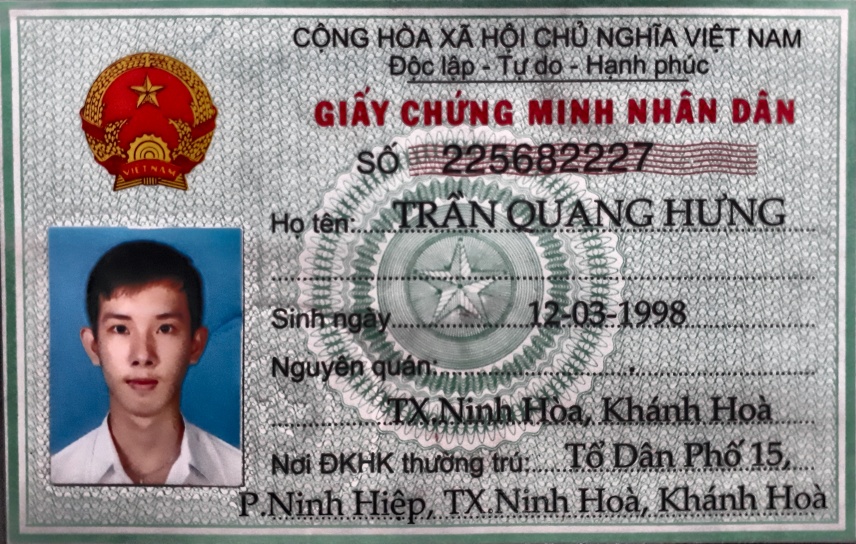 CỘNG HÒA XÃ HỘI CHỦ NGHĨA VIỆT NAM
Độc lập - Tự do - Hạnh phúc
GIẤY CHỨNG MINH NHÂN DÂN
SỐ 225682227
VIETNAM
Họ tên: TRẦN QUANG HƯNG
Sinh ngày 12-03-1998
Nguyên quán:
TX.Ninh Hòa, Khánh Hoà
Nơi ĐKHK thường trú: Tổ Dân Phố 15,
P.Ninh Hiệp, TX.Ninh Hoà, Khánh Hoà